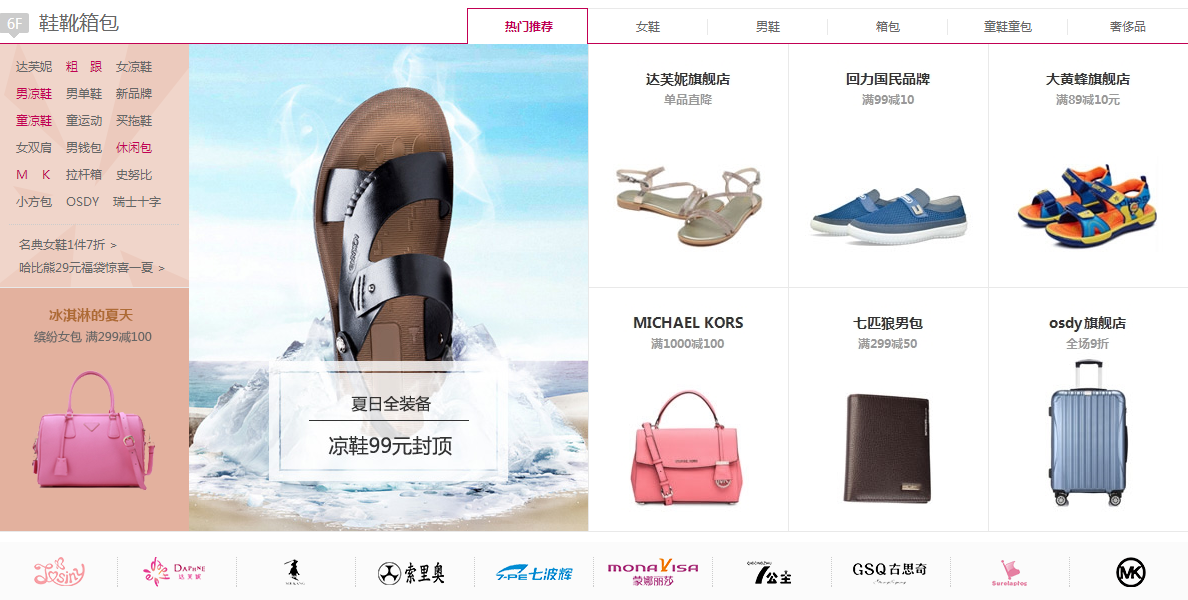 6F 鞋靴箱包
热门推荐 女鞋 男鞋 箱包 童鞋童包 奢侈品
达芙妮 粗 跟 女凉鞋
男凉鞋 男单鞋 新品牌
童凉鞋 童运动 买拖鞋
女双肩 男钱包 休闲包
M K 拉杆箱 史努比
小方包 OSDY 瑞士十字
名典女鞋1件7折 >
哈比熊29元福袋惊喜一夏 >
冰淇淋的夏天
缤纷女包 满299减100
夏日全装备
凉鞋99元封顶
达芙妮旗舰店
单品直降
回力国民品牌
满99减10
大黄蜂旗舰店
满89减10元
MICHAEL KORS
满1000减100
七匹狼男包
满299减50
osdy旗舰店
全场9折
MICHAEL KORS
Josiny
DAPHNE
达芙妮
索里奥
7-PE七波辉
MONAVISA
蒙娜丽莎
7公主
GSQ古思奇
MK